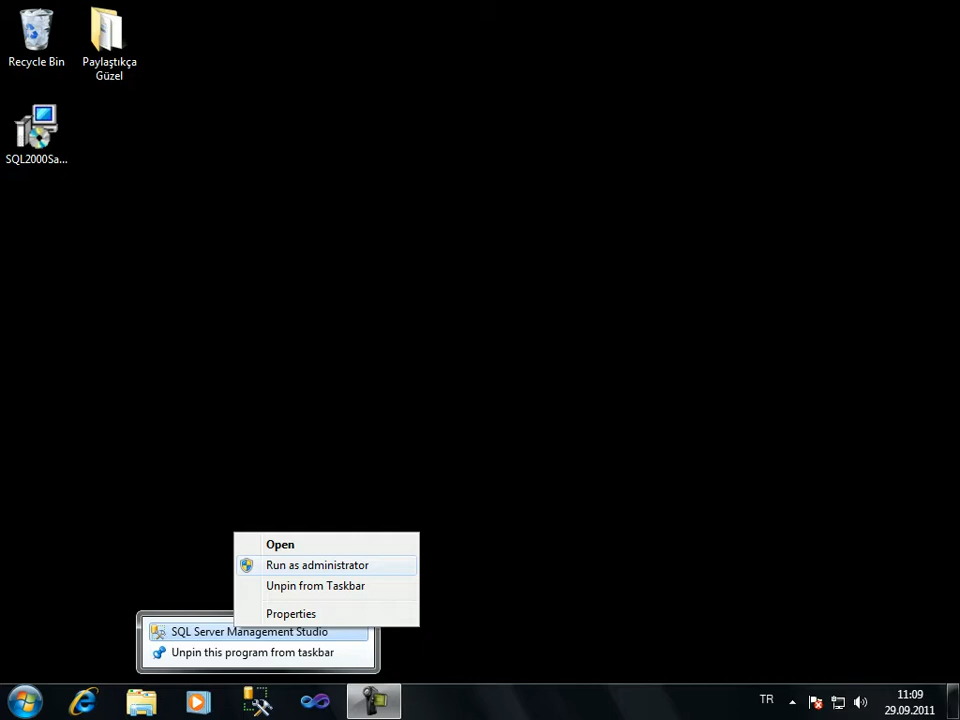 Recycle Bin
Paylaştıkça
Güzel
SQL2000Sa...
Open
Run as administrator
Unpin from Taskbar
Properties
SQL Server Management Studio
Unpin this program from taskbar
TR
11:09
29.09.2011